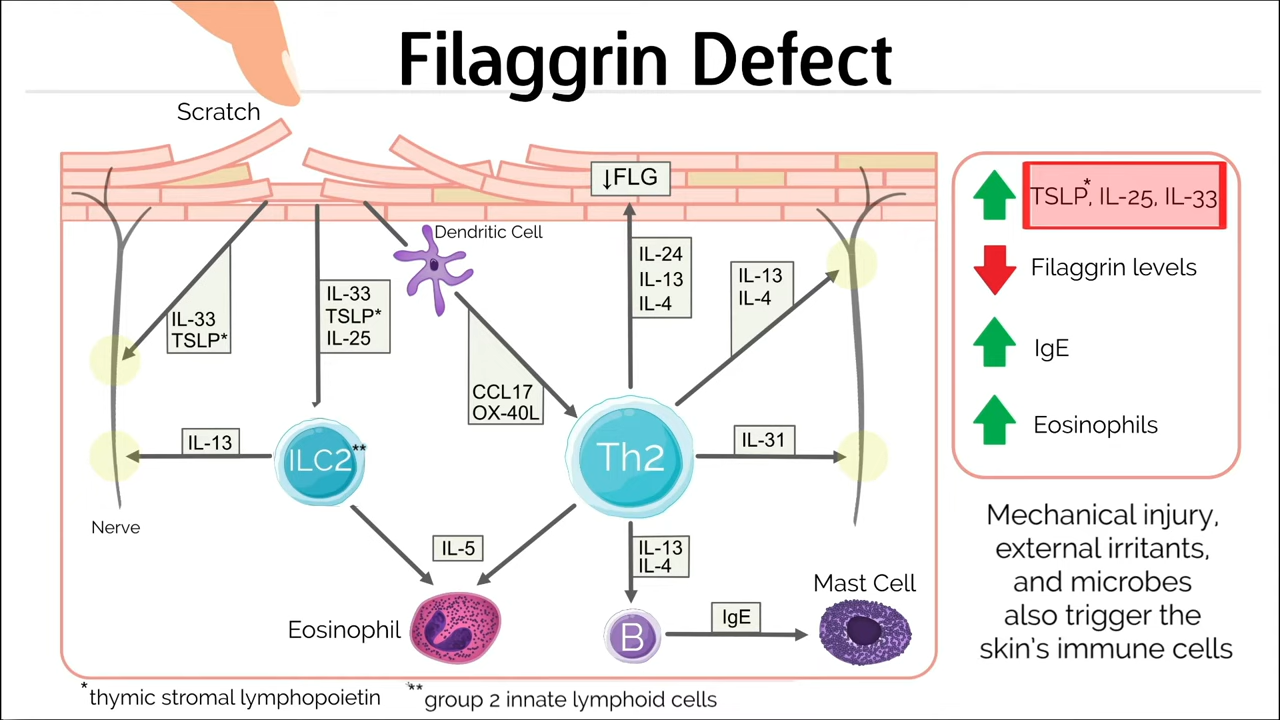 Filaggrin Defect
Scratch
↓FLG
Dendritic Cell
IL-33
TSLP*
IL-33
TSLP*
IL-25
CCL17
OX-40L
IL-24
IL-13
IL-4
IL-13
IL-4
IL-13
ILC2**
Th2
IL-31
Nerve
IL-5
IL-13
IL-4
Eosinophil
B
IgE
Mast Cell
TSLP*, IL-25, IL-33
Filaggrin levels
IgE
Eosinophils
Mechanical injury,
external irritants,
and microbes
also trigger the
skin's immune cells
*thymic stromal lymphopoietin
**group 2 innate lymphoid cells